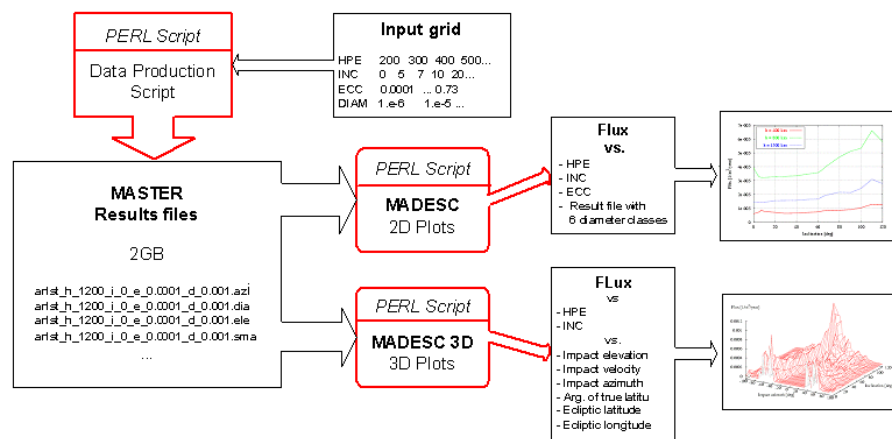 PERL Script
Data Production
Script
Input grid
HPE 200 300 400 500...
INC 0 5 7 10 20...
ECC 0.0001 ... 0.73
DIAM 1.e-6 1.e-5 ...
MASTER
Results files
2GB
arlst_h_1200_i_0_e_0.0001_d_0.001.azi
arlst_h_1200_i_0_e_0.0001_d_0.001.dia
arlst_h_1200_i_0_e_0.0001_d_0.001.ele
arlst_h_1200_i_0_e_0.0001_d_0.001.sma
...
PERL Script
MADESC
2D Plots
Flux
vs.
- HPE
- INC
- ECC
- Result file with
6 diameter classes
PERL Script
MADESC 3D
3D Plots
FLux
vs
- HPE
- INC
vs.
- Impact elevation
- Impact velocity
- Impact azimuth
- Arg. of true latitu
- Ecliptic latitude
- Ecliptic longitude